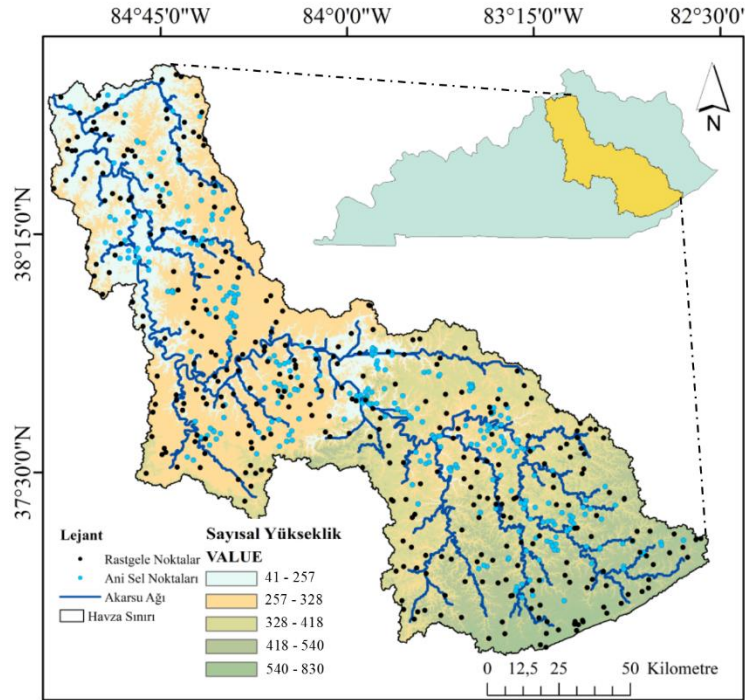 84°45'0"W 84°0'0"W 83°15'0"W 82°30'0"W
N
38°15'0"N
37°30'0"N
Lejant
Rastgele Noktalar
Ani Sel Noktaları
Akarsu Ağı
Havza Sınırı
Sayısal Yükseklik
VALUE
41 - 257
257 - 328
328 - 418
418 - 540
540 - 830
0 12,5 25 50 Kilometre